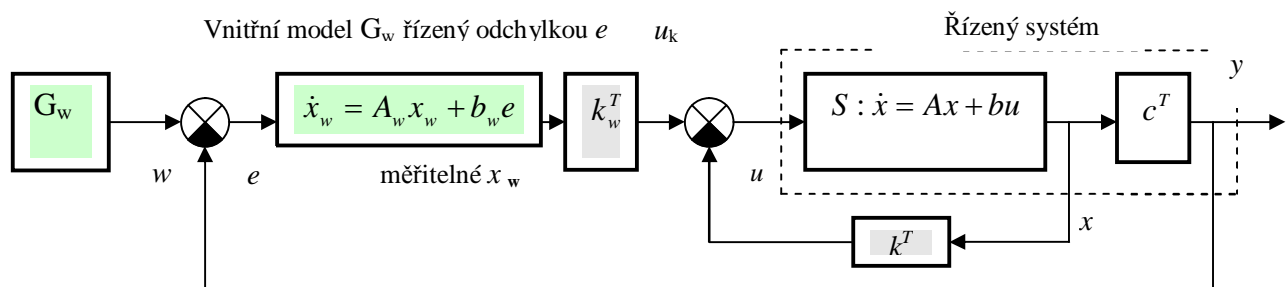 Vnitřní model G_w řízený odchylkou e
u_k
Řízený systém
y
G_w
ẋ_w = A_w x_w + b_w e
k_w^T
S : ẋ = Ax + bu
c^T
w
e
měřitelné x_w
u
x
k^T